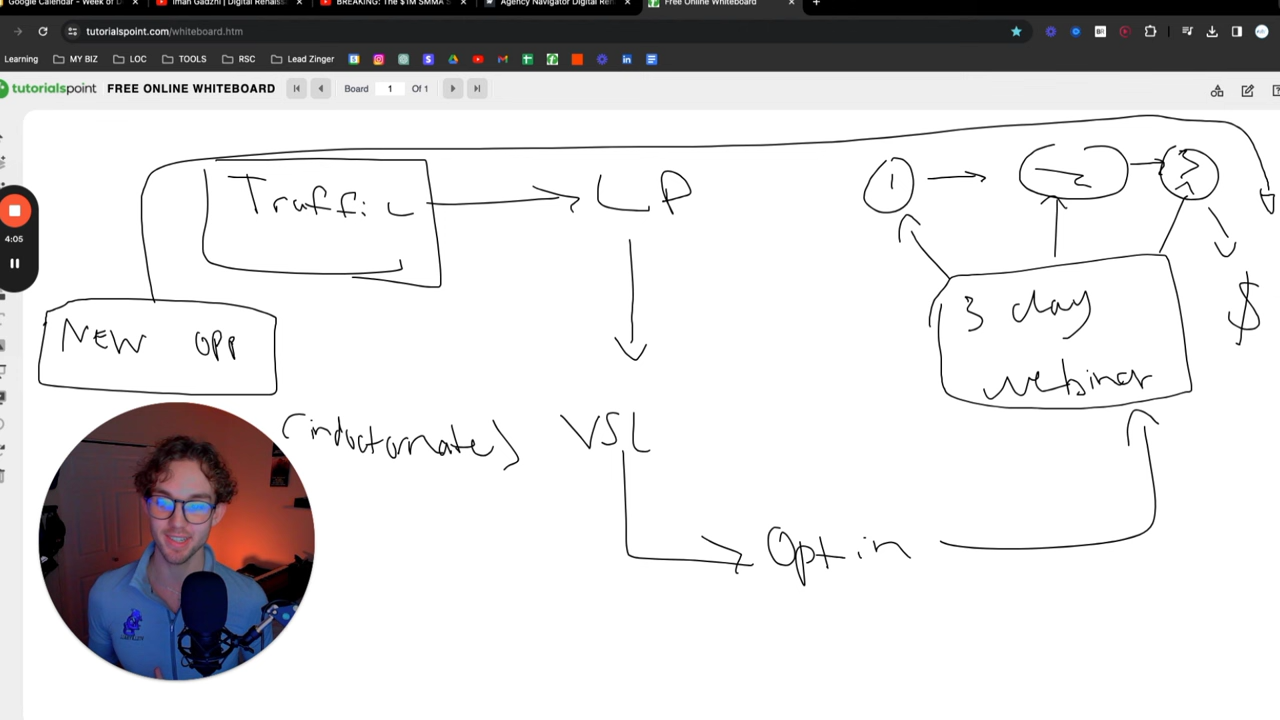 Google Calendar - Week of D
Iman Gadzhi | Digital Renaiss
BREAKING: The $1M SMMA S
Agency Navigator Digital Ren
Free Online Whiteboard
tutorialspoint.com/whiteboard.htm
Learning MY BIZ LOC TOOLS RSC Lead Zinger
tutorialspoint FREE ONLINE WHITEBOARD Board 1 Of 1
4:05
Traffic LP 1 2 3
NEW OPP
3 day
webinar
$
(indoctornate) VSL
Opt in